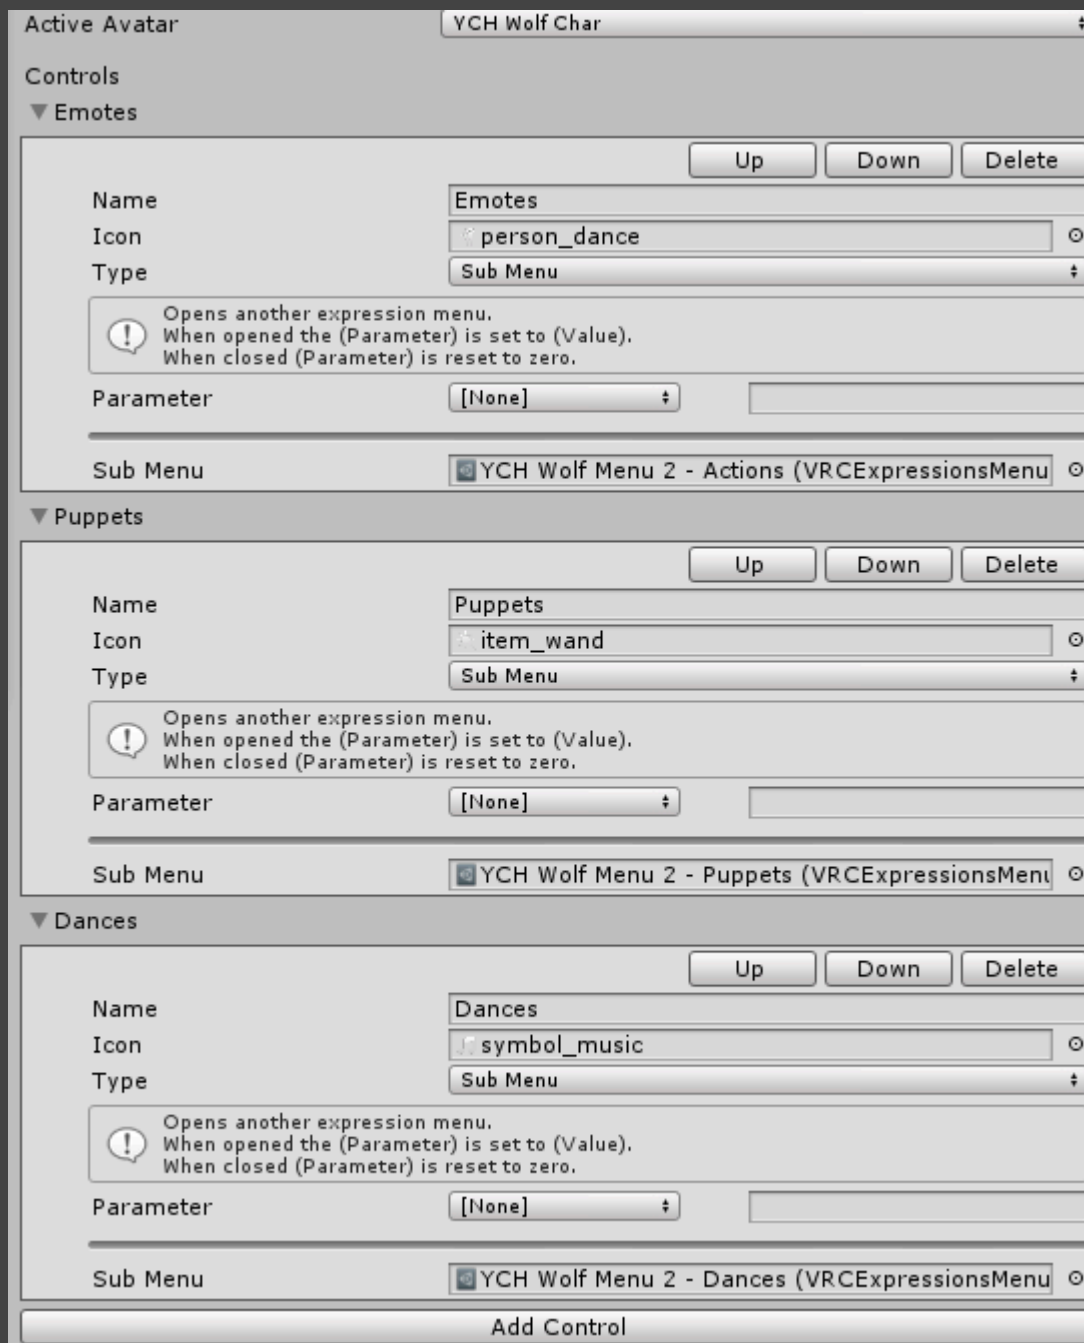 Active Avatar YCH Wolf Char
Controls
Emotes
Up Down Delete
Name Emotes
Icon person_dance
Type Sub Menu
Opens another expression menu.
When opened the (Parameter) is set to (Value).
When closed (Parameter) is reset to zero.
Parameter [None]
Sub Menu YCH Wolf Menu 2 - Actions (VRCExpressionsMenu
Puppets
Up Down Delete
Name Puppets
Icon item_wand
Type Sub Menu
Opens another expression menu.
When opened the (Parameter) is set to (Value).
When closed (Parameter) is reset to zero.
Parameter [None]
Sub Menu YCH Wolf Menu 2 - Puppets (VRCExpressionsMenu
Dances
Up Down Delete
Name Dances
Icon symbol_music
Type Sub Menu
Opens another expression menu.
When opened the (Parameter) is set to (Value).
When closed (Parameter) is reset to zero.
Parameter [None]
Sub Menu YCH Wolf Menu 2 - Dances (VRCExpressionsMenu
Add Control